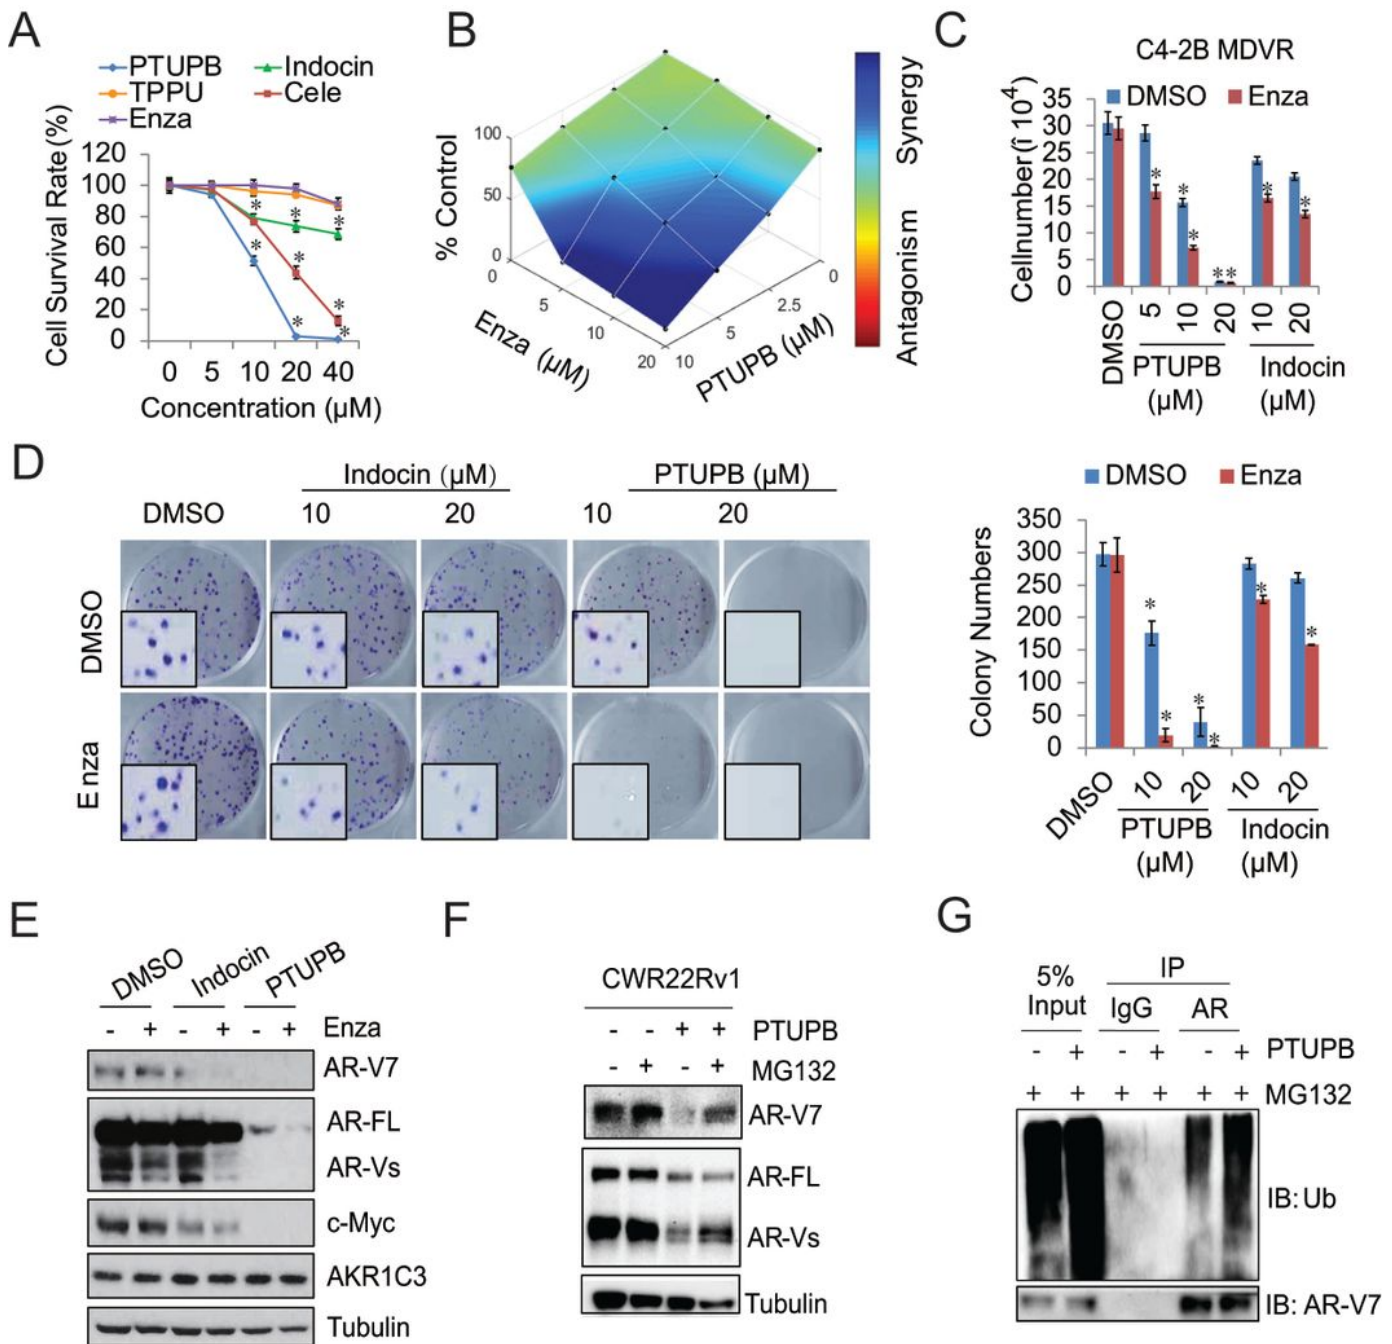 A
PTUPB
Indocin
TPPU
Cele
Enza
Cell Survival Rate (%)
120
100
80
60
40
20
0
*
*
*
*
*
*
*
*
*
0 5 10 20 40
Concentration (µM)
B
% Control
100
50
0
0
5
10
20
Enza (µM)
0
2.5
5
10
PTUPB (µM)
Synergy
Antagonism
C
C4-2B MDVR
DMSO Enza
Cellnumber(î 10⁴)
35
30
25
20
15
10
5
0
*
*
*
**
*
*
DMSO
5 10 20 10 20
PTUPB Indocin
(µM) (µM)
D
Indocin (µM) PTUPB (µM)
DMSO 10 20 10 20
DMSO
Enza
DMSO Enza
Colony Numbers
350
300
250
200
150
100
50
0
*
*
*
*
*
*
DMSO
10 20 10 20
PTUPB Indocin
(µM) (µM)
E
DMSO Indocin PTUPB
- + - + - + Enza
AR-V7
AR-FL
AR-Vs
c-Myc
AKR1C3
Tubulin
F
CWR22Rv1
- - + + PTUPB
- + - + MG132
AR-V7
AR-FL
AR-Vs
Tubulin
G
5% Input
IP
IgG AR
- + - + - + PTUPB
+ + + + + + MG132
IB: Ub
IB: AR-V7